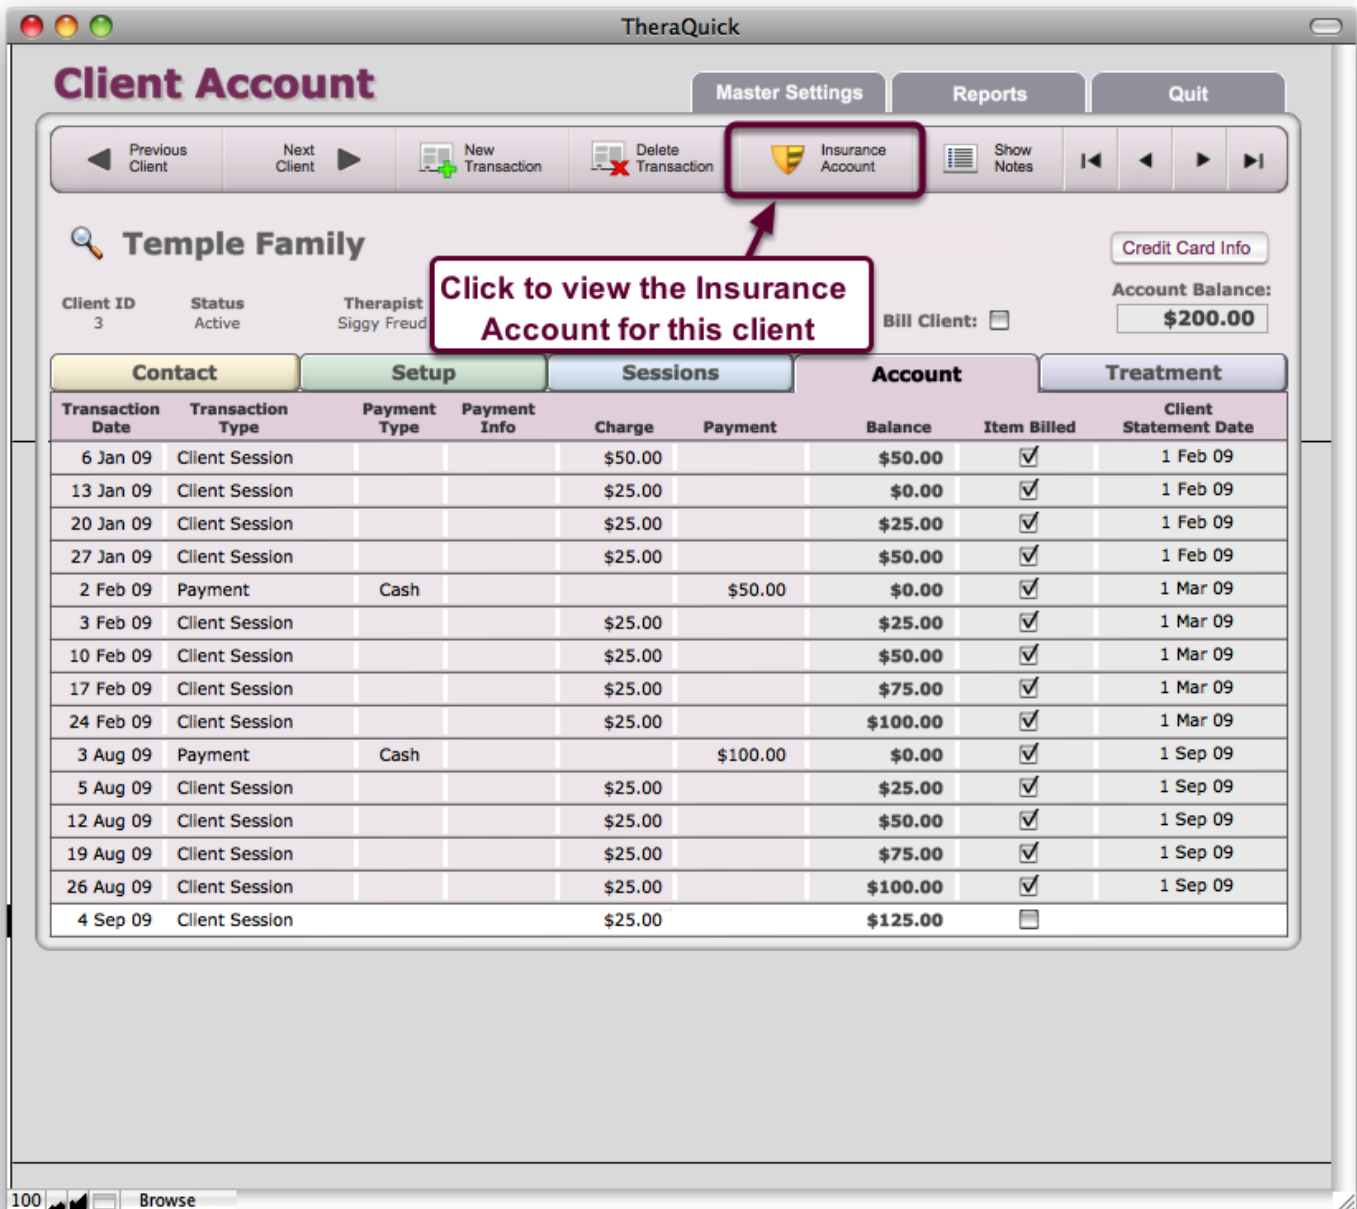 TheraQuick
Client Account
Master Settings Reports Quit
Previous Client Next Client New Transaction Delete Transaction Insurance Account Show Notes
Temple Family
Credit Card Info
Click to view the Insurance
Account for this client
Client ID Status Therapist Account Balance:
3 Active Siggy Freud Bill Client: $200.00
Contact Setup Sessions Account Treatment
Transaction Date Transaction Type Payment Type Payment Info Charge Payment Balance Item Billed Client Statement Date
6 Jan 09 Client Session $50.00 $50.00 1 Feb 09
13 Jan 09 Client Session $25.00 $0.00 1 Feb 09
20 Jan 09 Client Session $25.00 $25.00 1 Feb 09
27 Jan 09 Client Session $25.00 $50.00 1 Feb 09
2 Feb 09 Payment Cash $50.00 $0.00 1 Mar 09
3 Feb 09 Client Session $25.00 $25.00 1 Mar 09
10 Feb 09 Client Session $25.00 $50.00 1 Mar 09
17 Feb 09 Client Session $25.00 $75.00 1 Mar 09
24 Feb 09 Client Session $25.00 $100.00 1 Mar 09
3 Aug 09 Payment Cash $100.00 $0.00 1 Sep 09
5 Aug 09 Client Session $25.00 $25.00 1 Sep 09
12 Aug 09 Client Session $25.00 $50.00 1 Sep 09
19 Aug 09 Client Session $25.00 $75.00 1 Sep 09
26 Aug 09 Client Session $25.00 $100.00 1 Sep 09
4 Sep 09 Client Session $25.00 $125.00
100 Browse